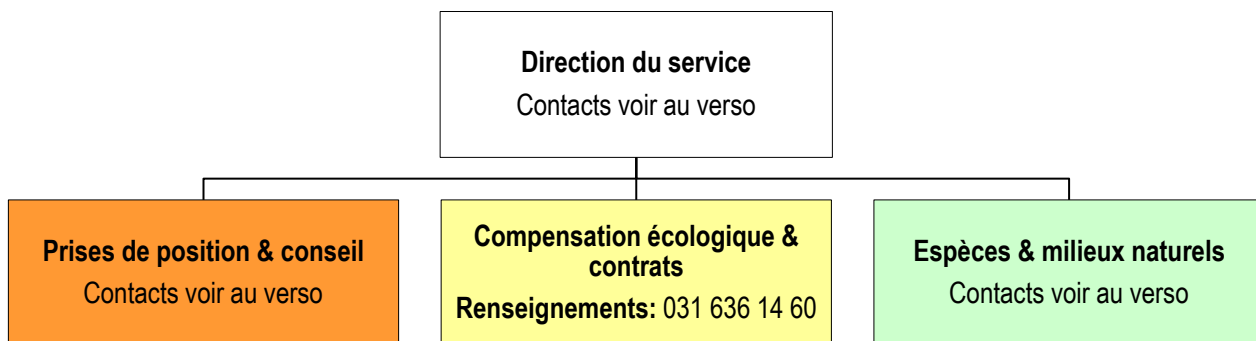 Direction du service
Contacts voir au verso
Prises de position & conseil
Contacts voir au verso
Compensation écologique &
contrats
Renseignements: 031 636 14 60
Espèces & milieux naturels
Contacts voir au verso